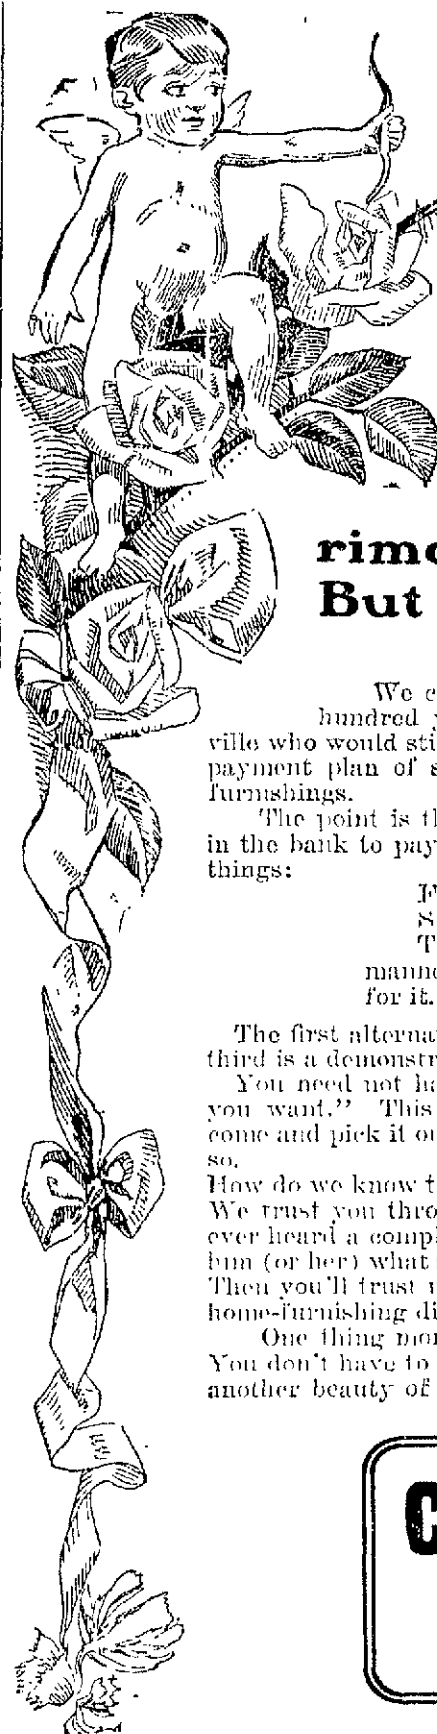 rimo
But
We c
hundred y
ville who would sti
payment plan of s
furnishings.
The point is th
in the bank to pay
things:
F
S
T
manne
for it.
The first alterna
third is a demonstr
You need not ha
you want." This
come and pick it ou
so.
How do we know t
We trust you thro
ever heard a compl
him (or her) what
Then you'll trust
home-furnishing di
One thing mor
You don't have to
another beauty of
C